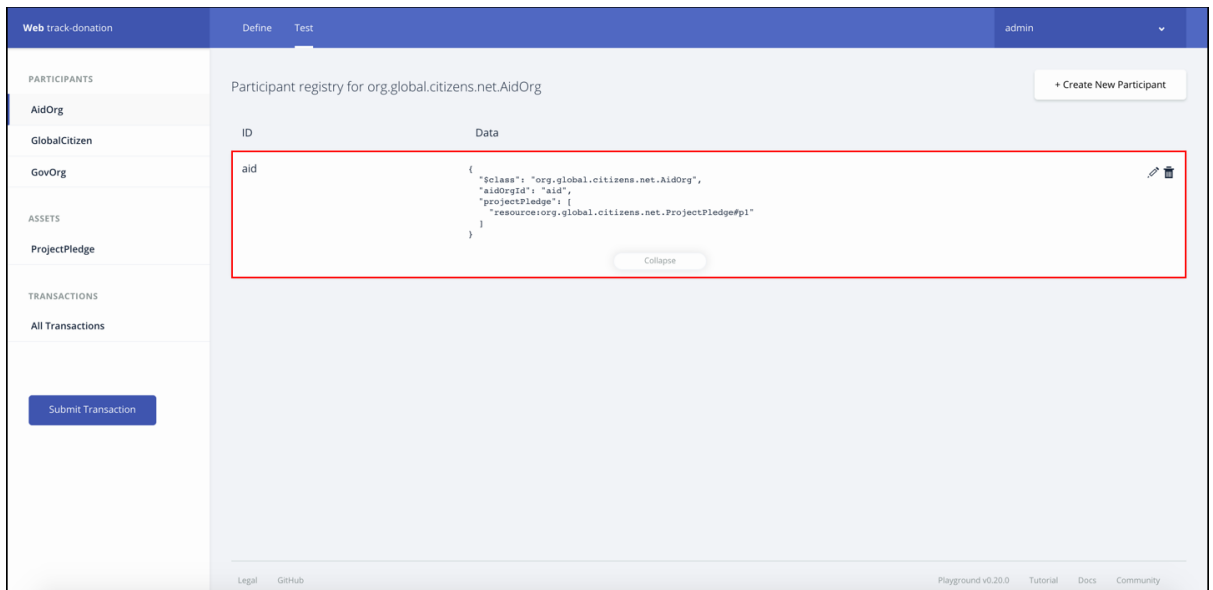 Web track-donation
Define Test
admin
PARTICIPANTS
AidOrg
GlobalCitizen
GovOrg
ASSETS
ProjectPledge
TRANSACTIONS
All Transactions
Submit Transaction
Participant registry for org.global.citizens.net.AidOrg
+ Create New Participant
ID Data
aid
{
"$class": "org.global.citizens.net.AidOrg",
"aidOrgId": "aid",
"projectPledge": [
"resource:org.global.citizens.net.ProjectPledge#p1"
]
}
Collapse
Legal GitHub
Playground v0.20.0 Tutorial Docs Community